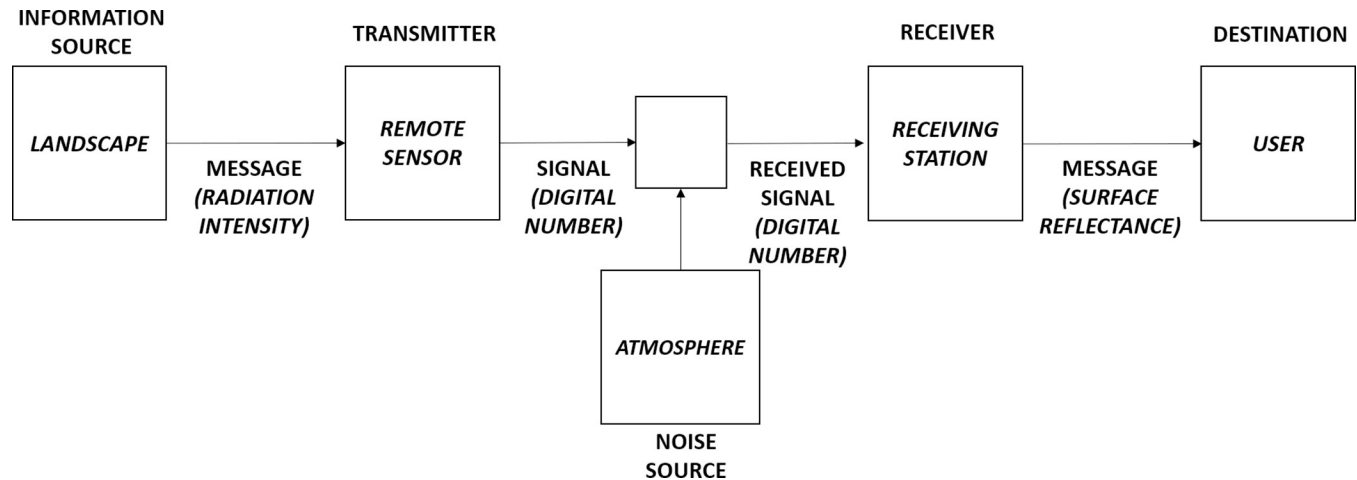 INFORMATION
SOURCE
TRANSMITTER
RECEIVER
DESTINATION
LANDSCAPE
MESSAGE
(RADIATION
INTENSITY)
REMOTE
SENSOR
SIGNAL
(DIGITAL
NUMBER)
RECEIVED
SIGNAL
(DIGITAL
NUMBER)
RECEIVING
STATION
MESSAGE
(SURFACE
REFLECTANCE)
USER
ATMOSPHERE
NOISE
SOURCE